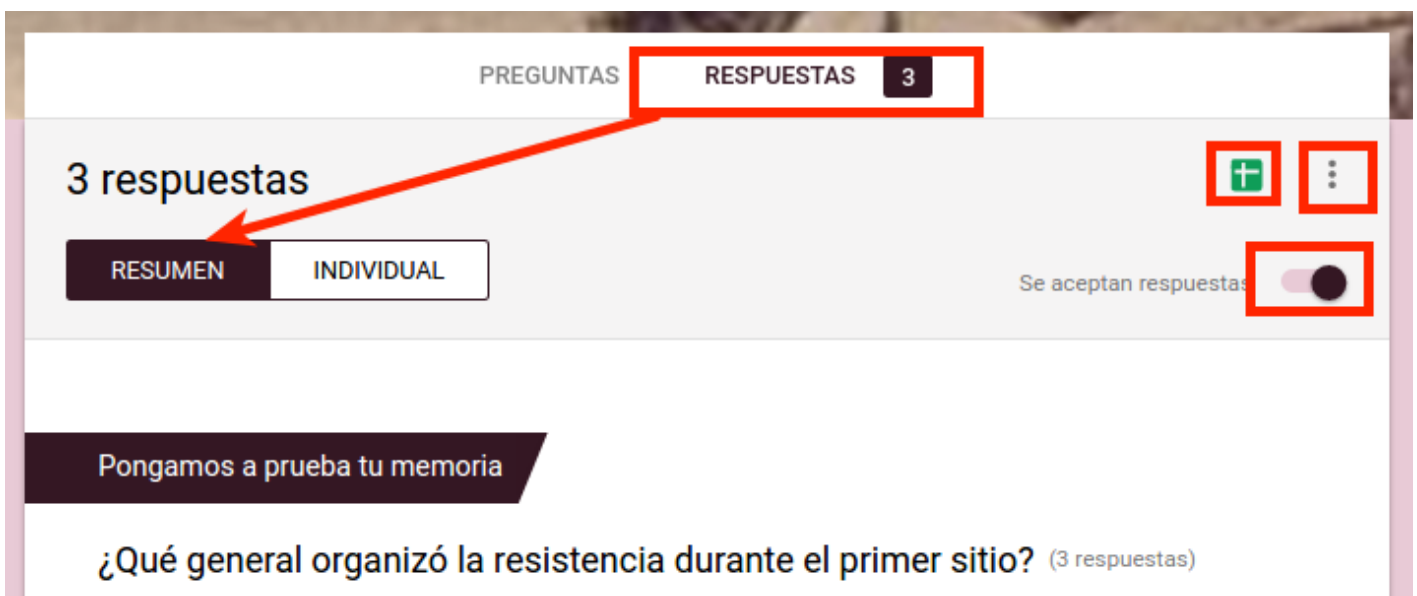 PREGUNTAS RESPUESTAS 3
3 respuestas
RESUMEN INDIVIDUAL
Se aceptan respuestas
Pongamos a prueba tu memoria
¿Qué general organizó la resistencia durante el primer sitio? (3 respuestas)